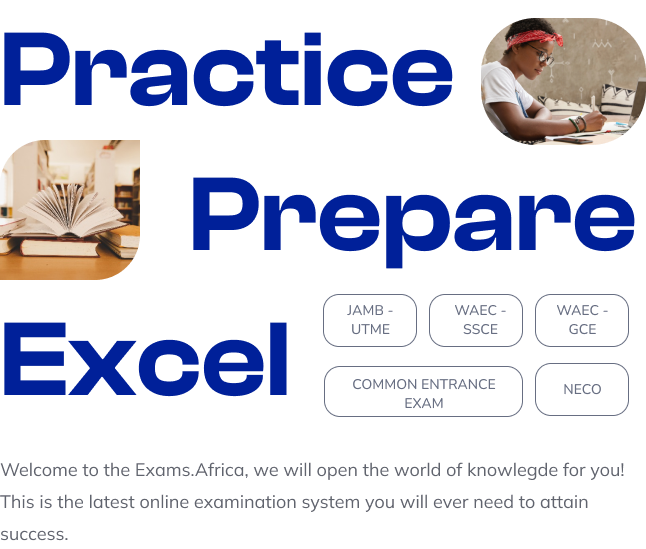 Practice
Prepare
Excel
JAMB -
UTME
WAEC -
SSCE
WAEC -
GCE
COMMON ENTRANCE
EXAM
NECO
Welcome to the Exams.Africa, we will open the world of knowlegde for you!
This is the latest online examination system you will ever need to attain
success.